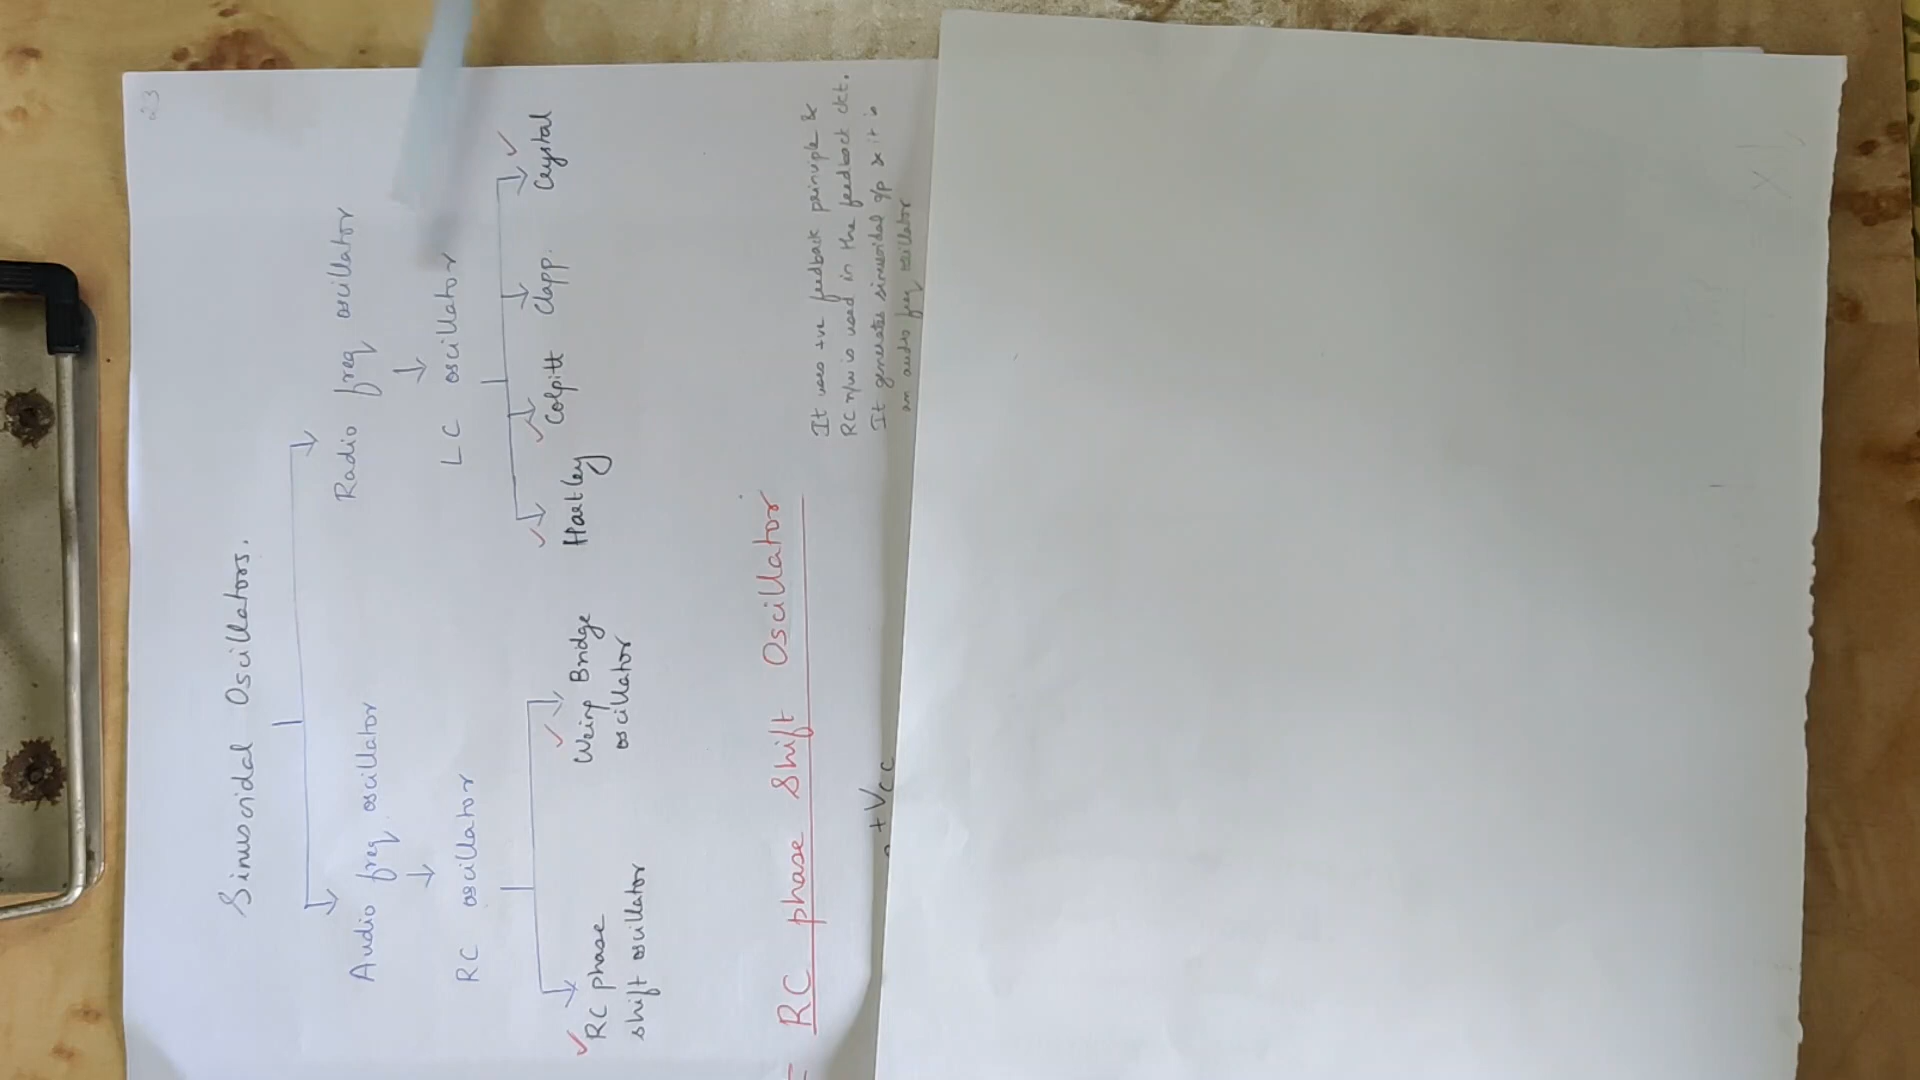 Sinusoidal Oscillators.
Audio freq oscillator
Radio freq oscillator
RC oscillator
LC oscillator
RC phase
shift oscillator
Weinp Bridge
oscillator
Hartley
Colpitt
Clapp.
Crystal
RC phase shift Oscillator
It uses +ve feedback principle &
RC n/w is used in the feedback ckt.
It generates sinusoidal o/p & it is
an audio freq oscillator
+VCC